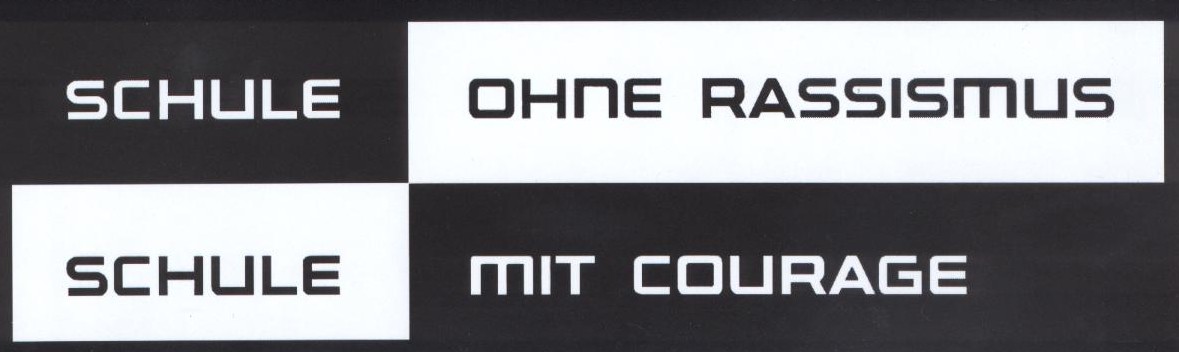 SCHULE OHNE RASSISMUS
SCHULE MIT COURAGE